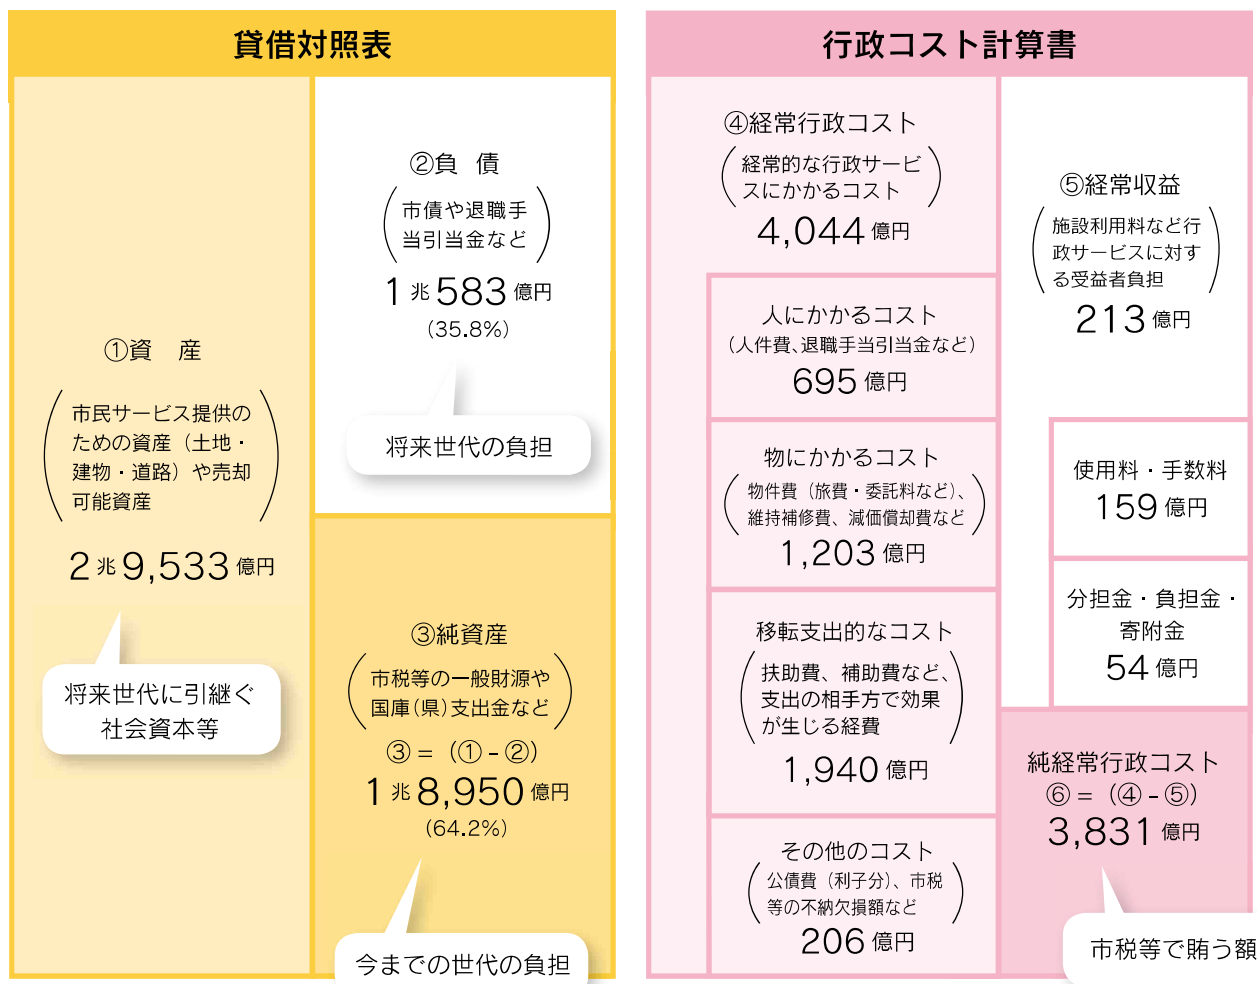 貸借対照表
①資　産
市民サービス提供の
ための資産（土地・
建物・道路）や売却
可能資産
2兆9,533億円
将来世代に引継ぐ
社会資本等
②負　債
市債や退職手
当引当金など
1兆583億円
(35.8%)
将来世代の負担
③純資産
市税等の一般財源や
国庫(県)支出金など
③＝（①-②）
1兆8,950億円
(64.2%)
今までの世代の負担
行政コスト計算書
④経常行政コスト
経常的な行政サービ
スにかかるコスト
4,044億円
人にかかるコスト
（人件費、退職手当引当金など）
695億円
物にかかるコスト
物件費（旅費・委託料など）、
維持補修費、減価償却費など
1,203億円
移転支出的なコスト
扶助費、補助費など、
支出の相手方で効果
が生じる経費
1,940億円
その他のコスト
公債費（利子分）、市税
等の不納欠損額など
206億円
⑤経常収益
施設利用料など行
政サービスに対す
る受益者負担
213億円
使用料・手数料
159億円
分担金・負担金・
寄附金
54億円
純経常行政コスト
⑥＝（④-⑤）
3,831億円
市税等で賄う額